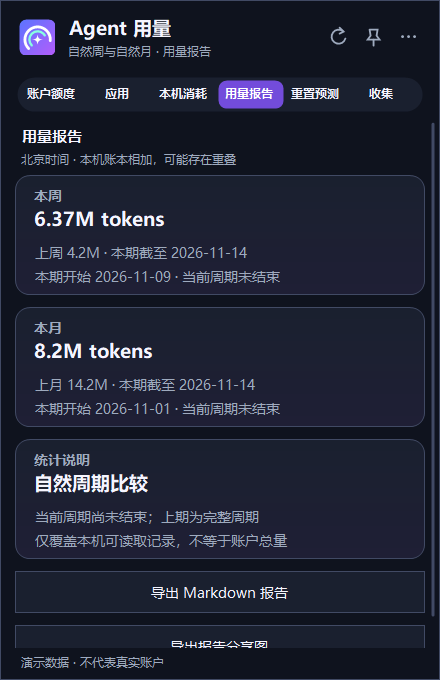 Agent 用量
自然周与自然月 · 用量报告
账户额度 应用 本机消耗 用量报告 重置预测 收集
用量报告
北京时间 · 本机账本相加，可能存在重叠
本周
6.37M tokens
上周 4.2M · 本期截至 2026-11-14
本期开始 2026-11-09 · 当前周期未结束
本月
8.2M tokens
上月 14.2M · 本期截至 2026-11-14
本期开始 2026-11-01 · 当前周期未结束
统计说明
自然周期比较
当前周期尚未结束；上期为完整周期
仅覆盖本机可读取记录，不等于账户总量
导出 Markdown 报告
导出报告分享图
演示数据 · 不代表真实账户